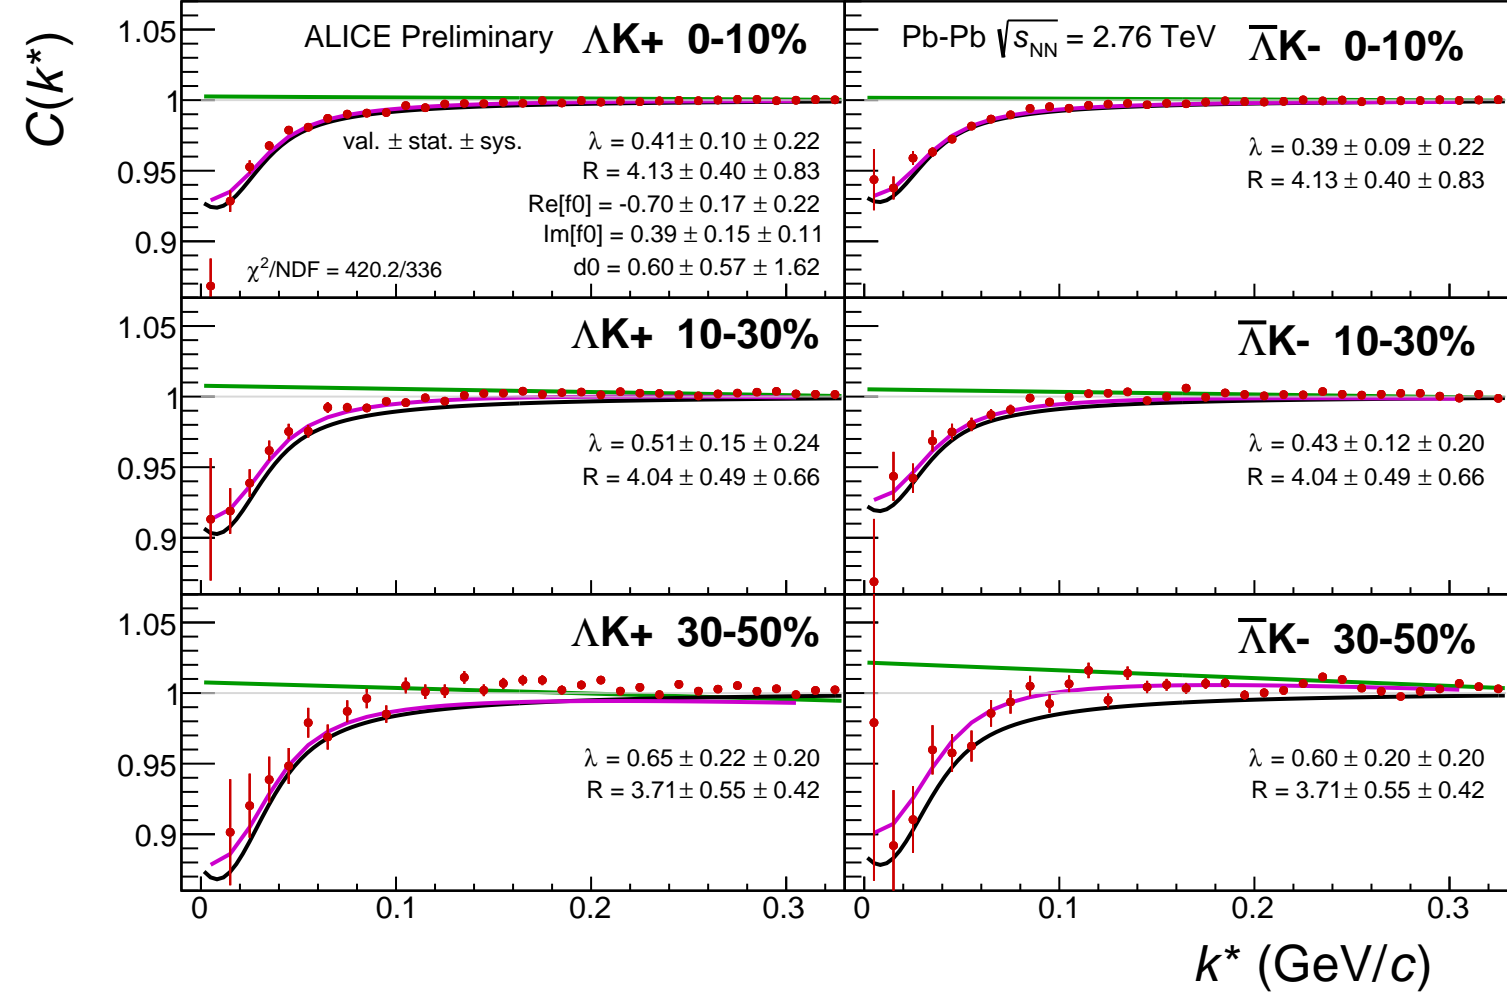 C(k*)
ALICE Preliminary ΛK+ 0-10%
1.05
1
0.95
0.9
val. ± stat. ± sys.
λ = 0.41 ± 0.10 ± 0.22
R = 4.13 ± 0.40 ± 0.83
Re[f0] = -0.70 ± 0.17 ± 0.22
Im[f0] = 0.39 ± 0.15 ± 0.11
d0 = 0.60 ± 0.57 ± 1.62
χ²/NDF = 420.2/336
Pb-Pb √s_NN = 2.76 TeV Λ̅K- 0-10%
λ = 0.39 ± 0.09 ± 0.22
R = 4.13 ± 0.40 ± 0.83
ΛK+ 10-30%
1.05
1
0.95
0.9
λ = 0.51 ± 0.15 ± 0.24
R = 4.04 ± 0.49 ± 0.66
Λ̅K- 10-30%
λ = 0.43 ± 0.12 ± 0.20
R = 4.04 ± 0.49 ± 0.66
ΛK+ 30-50%
1.05
1
0.95
0.9
λ = 0.65 ± 0.22 ± 0.20
R = 3.71 ± 0.55 ± 0.42
Λ̅K- 30-50%
λ = 0.60 ± 0.20 ± 0.20
R = 3.71 ± 0.55 ± 0.42
0 0.1 0.2 0.3
0 0.1 0.2 0.3
k* (GeV/c)